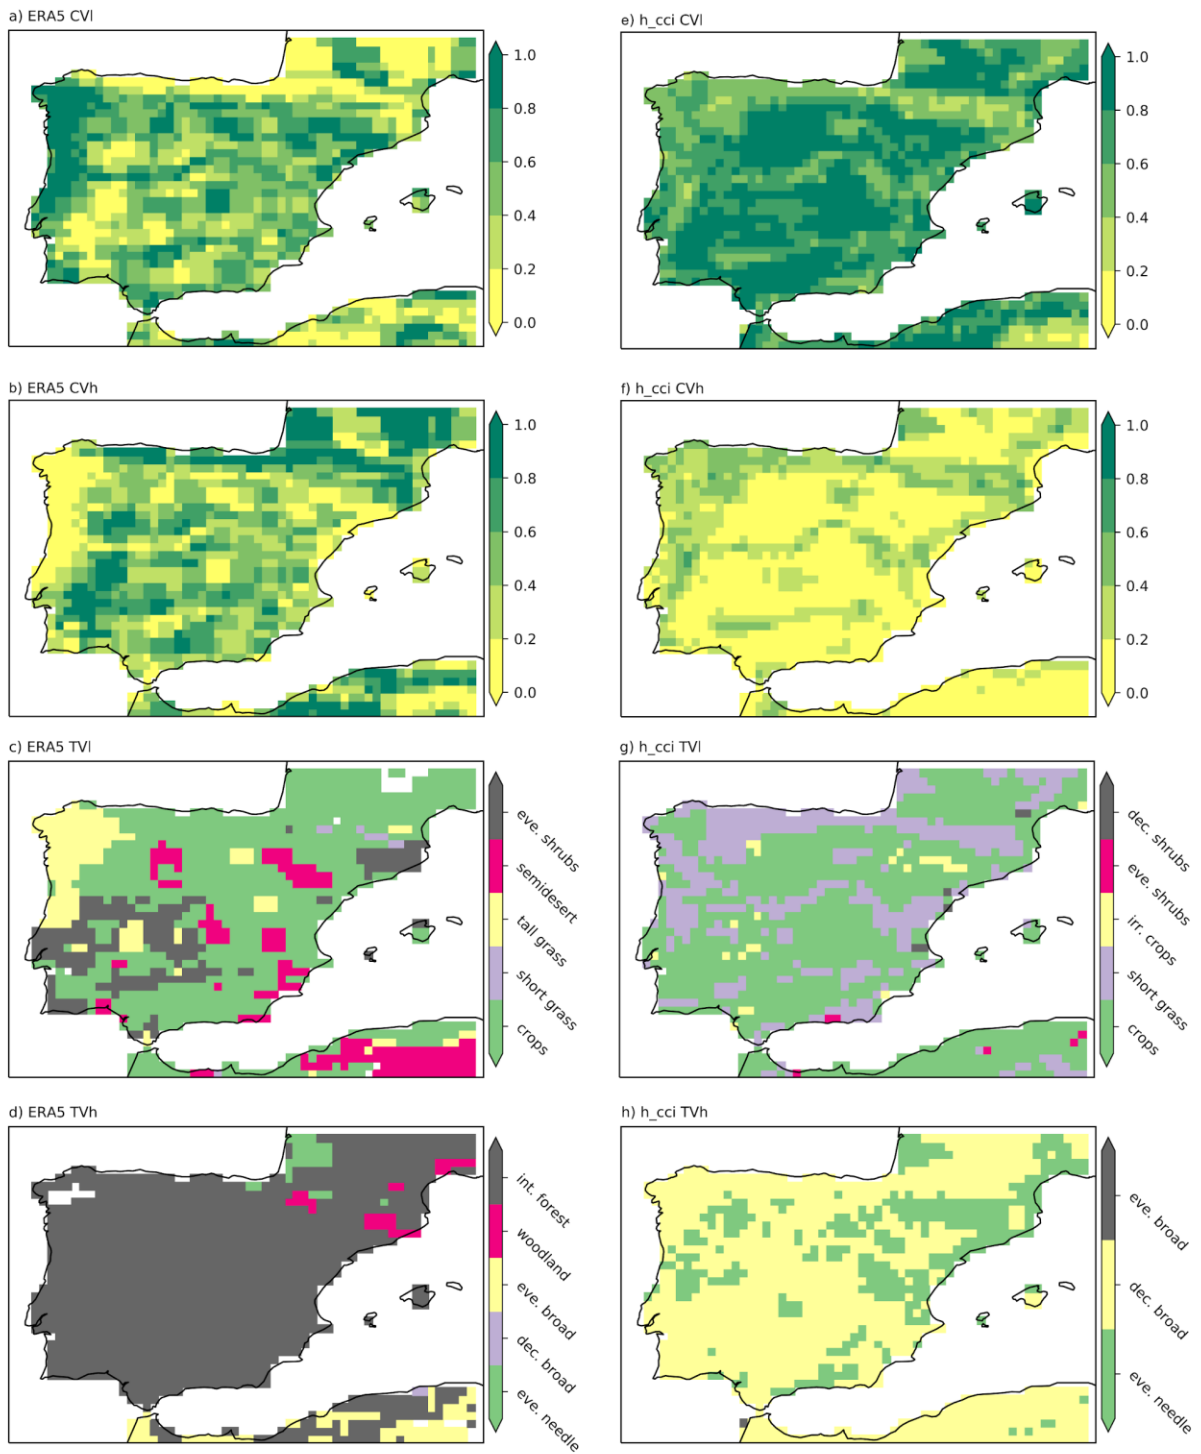 a) ERA5 CVl
1.0
0.8
0.6
0.4
0.2
0.0
e) h_cci CVl
1.0
0.8
0.6
0.4
0.2
0.0
b) ERA5 CVh
1.0
0.8
0.6
0.4
0.2
0.0
f) h_cci CVh
1.0
0.8
0.6
0.4
0.2
0.0
c) ERA5 TVl
eve. shrubs
semidesert
tall grass
short grass
crops
g) h_cci TVl
dec. shrubs
eve. shrubs
irr. crops
short grass
crops
d) ERA5 TVh
int. forest
woodland
eve. broad
dec. broad
eve. needle
h) h_cci TVh
eve. broad
dec. broad
eve. needle